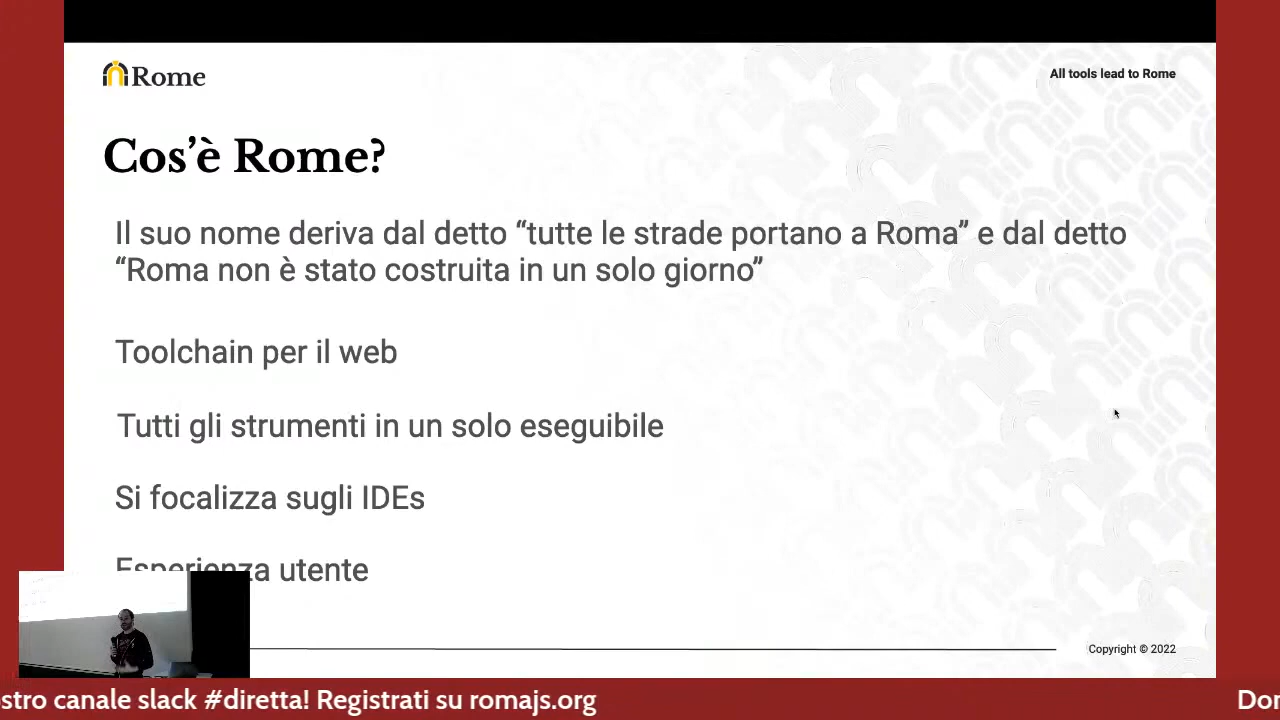 Rome
All tools lead to Rome
Cos’è Rome?
Il suo nome deriva dal detto “tutte le strade portano a Roma” e dal detto
“Roma non è stato costruita in un solo giorno”
Toolchain per il web
Tutti gli strumenti in un solo eseguibile
Si focalizza sugli IDEs
Esperienza utente
Copyright © 2022
canale slack #diretta! Registrati su romajs.org